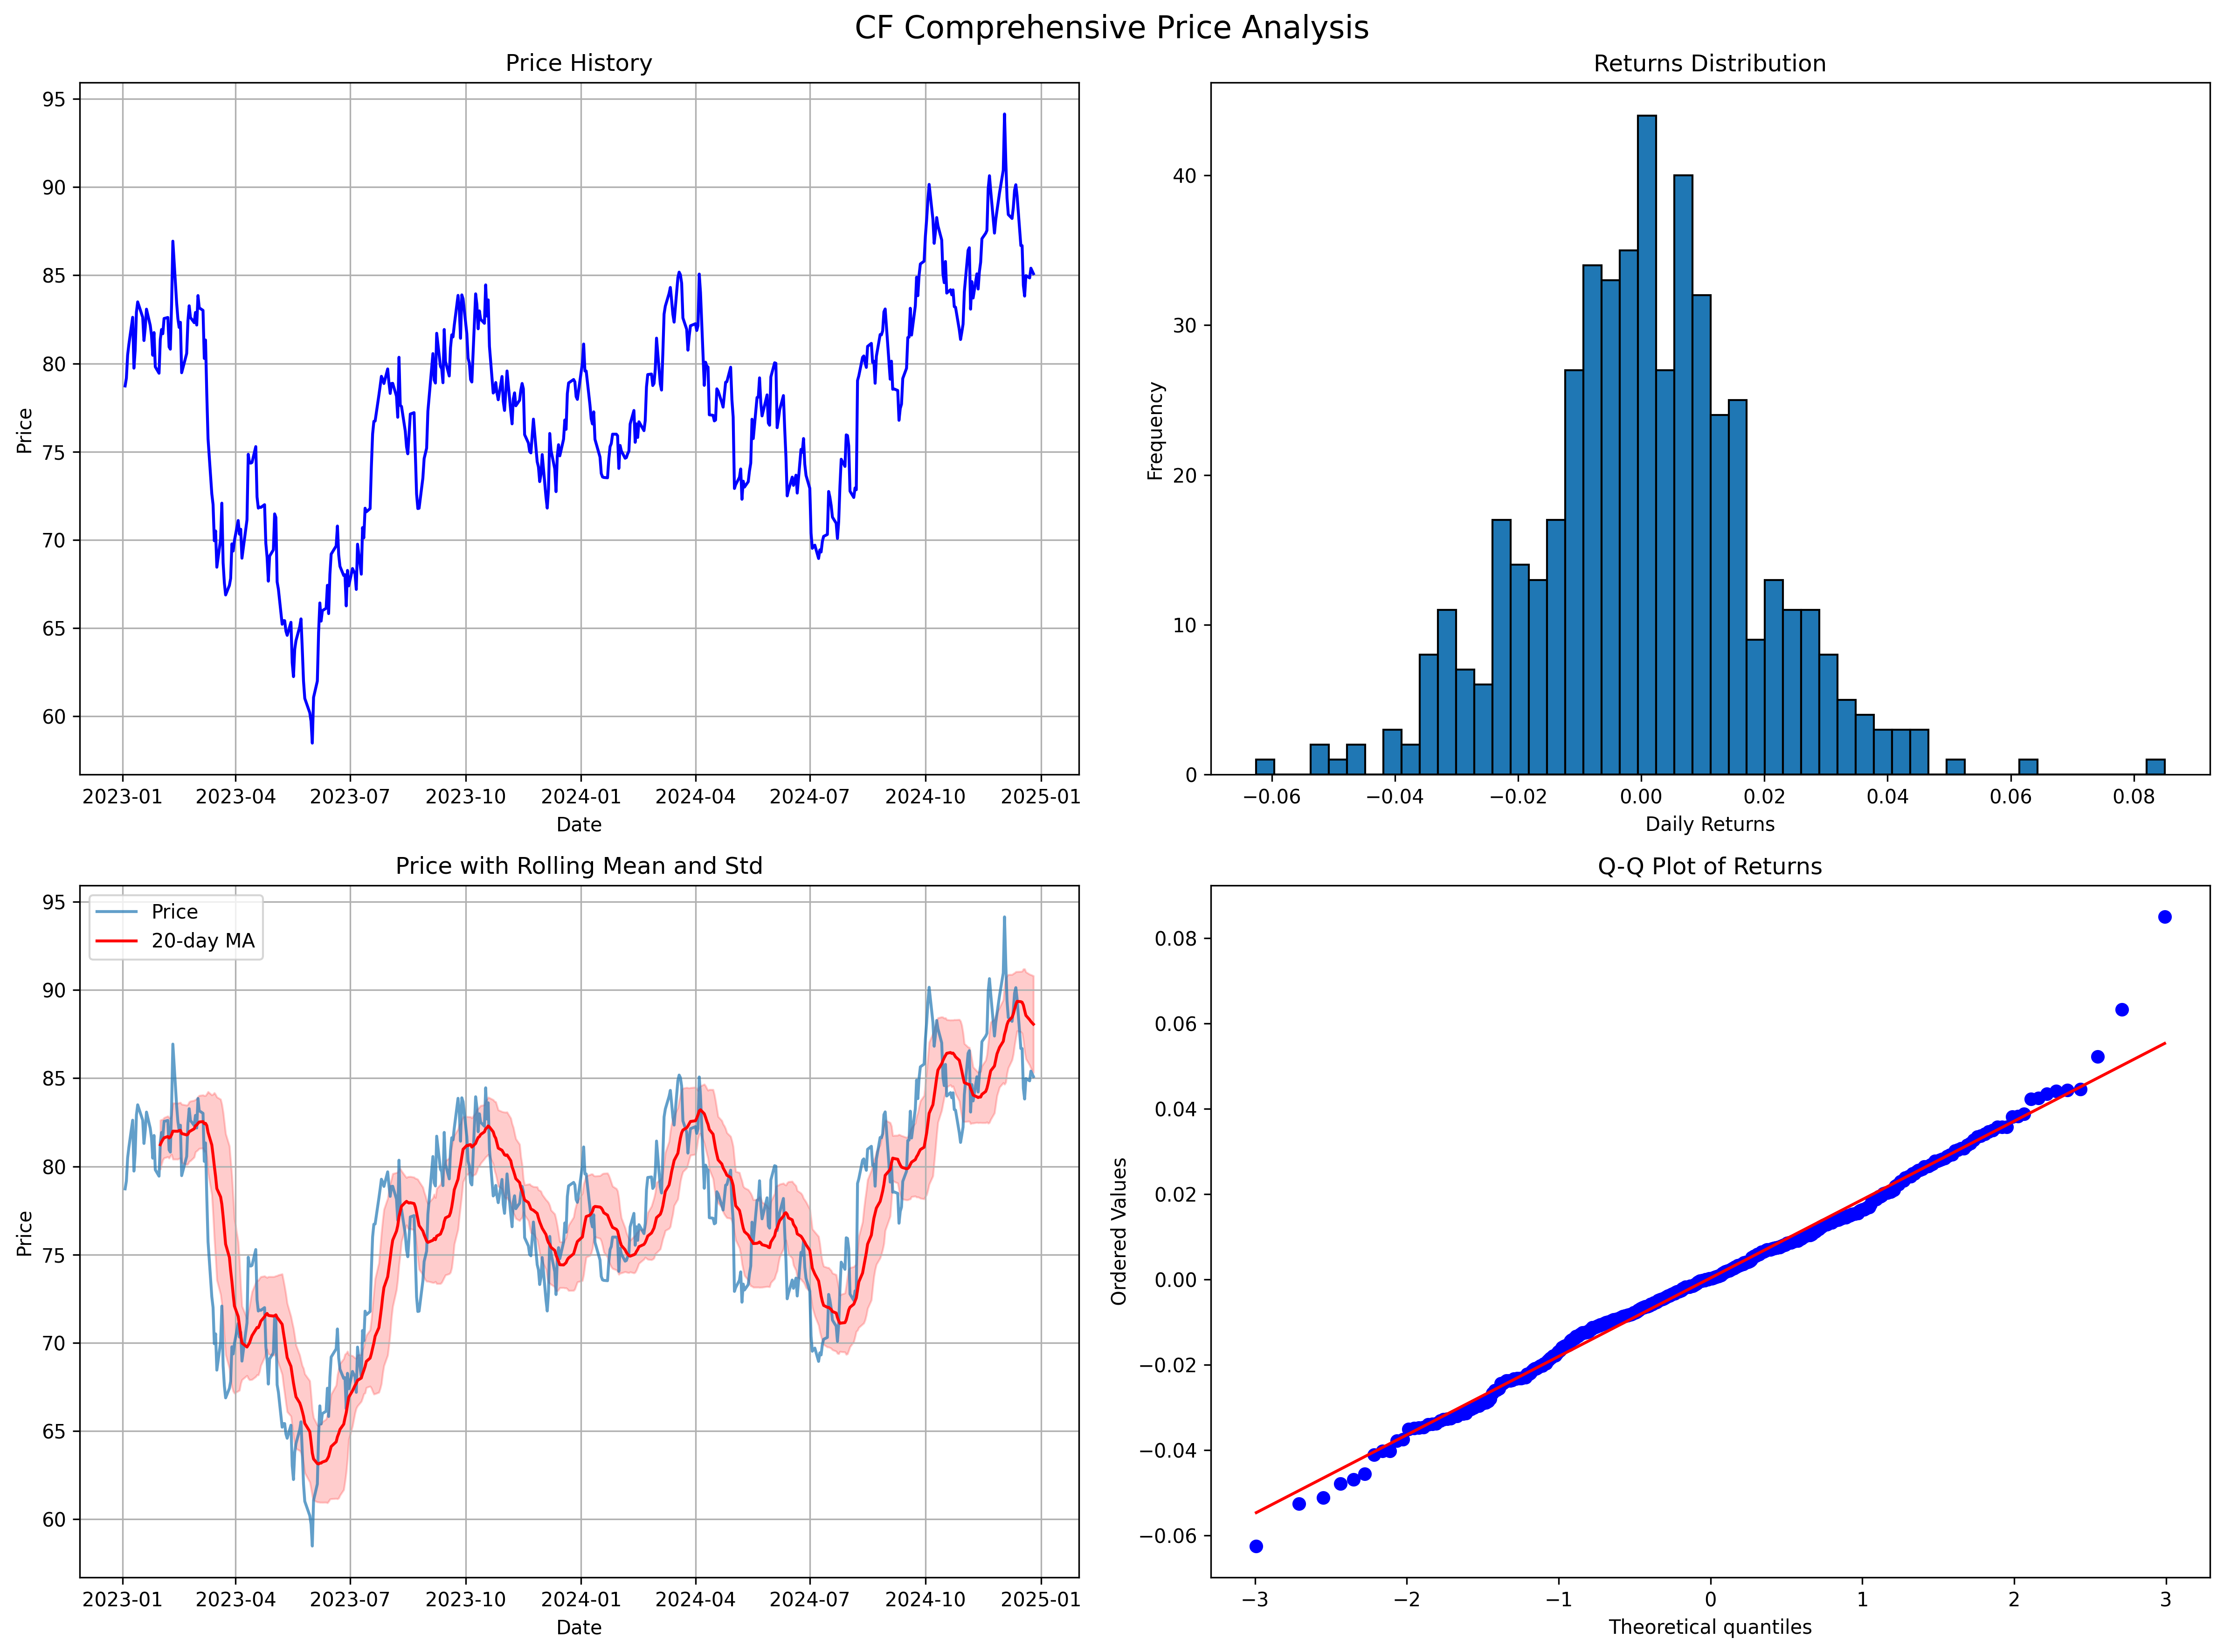 CF Comprehensive Price Analysis
Price History
95
90
85
80
75
70
65
60
Price
2023-01 2023-04 2023-07 2023-10 2024-01 2024-04 2024-07 2024-10 2025-01
Date
Returns Distribution
40
30
20
10
0
Frequency
−0.06 −0.04 −0.02 0.00 0.02 0.04 0.06 0.08
Daily Returns
Price with Rolling Mean and Std
Price
20-day MA
95
90
85
80
75
70
65
60
Price
2023-01 2023-04 2023-07 2023-10 2024-01 2024-04 2024-07 2024-10 2025-01
Date
Q-Q Plot of Returns
0.08
0.06
0.04
0.02
0.00
−0.02
−0.04
−0.06
Ordered Values
−3 −2 −1 0 1 2 3
Theoretical quantiles